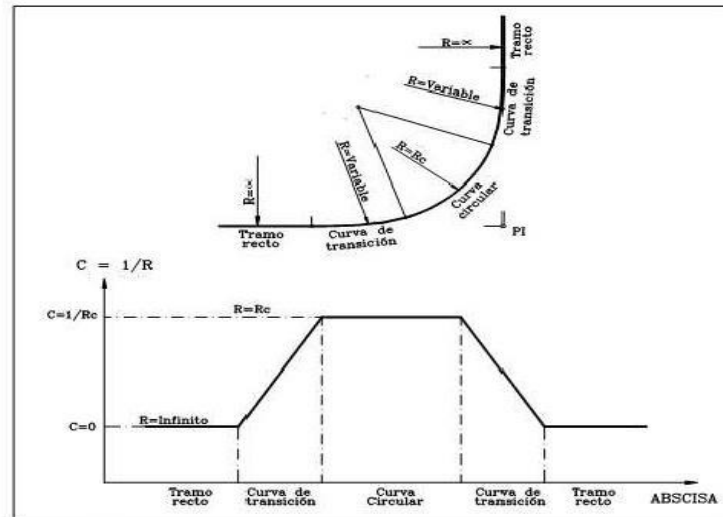 R=∞
Tramo
recto
R=Variable
Curva de
transición
R=Rc
R=Variable
R=∞
Curva
circular
PI
Tramo
recto
Curva de
transición
C = 1/R
C=1/Rc
R=Rc
R=Infinito
C=0
Tramo
recto
Curva de
transición
Curva
Circular
Curva de
transición
Tramo
recto
ABSCISA